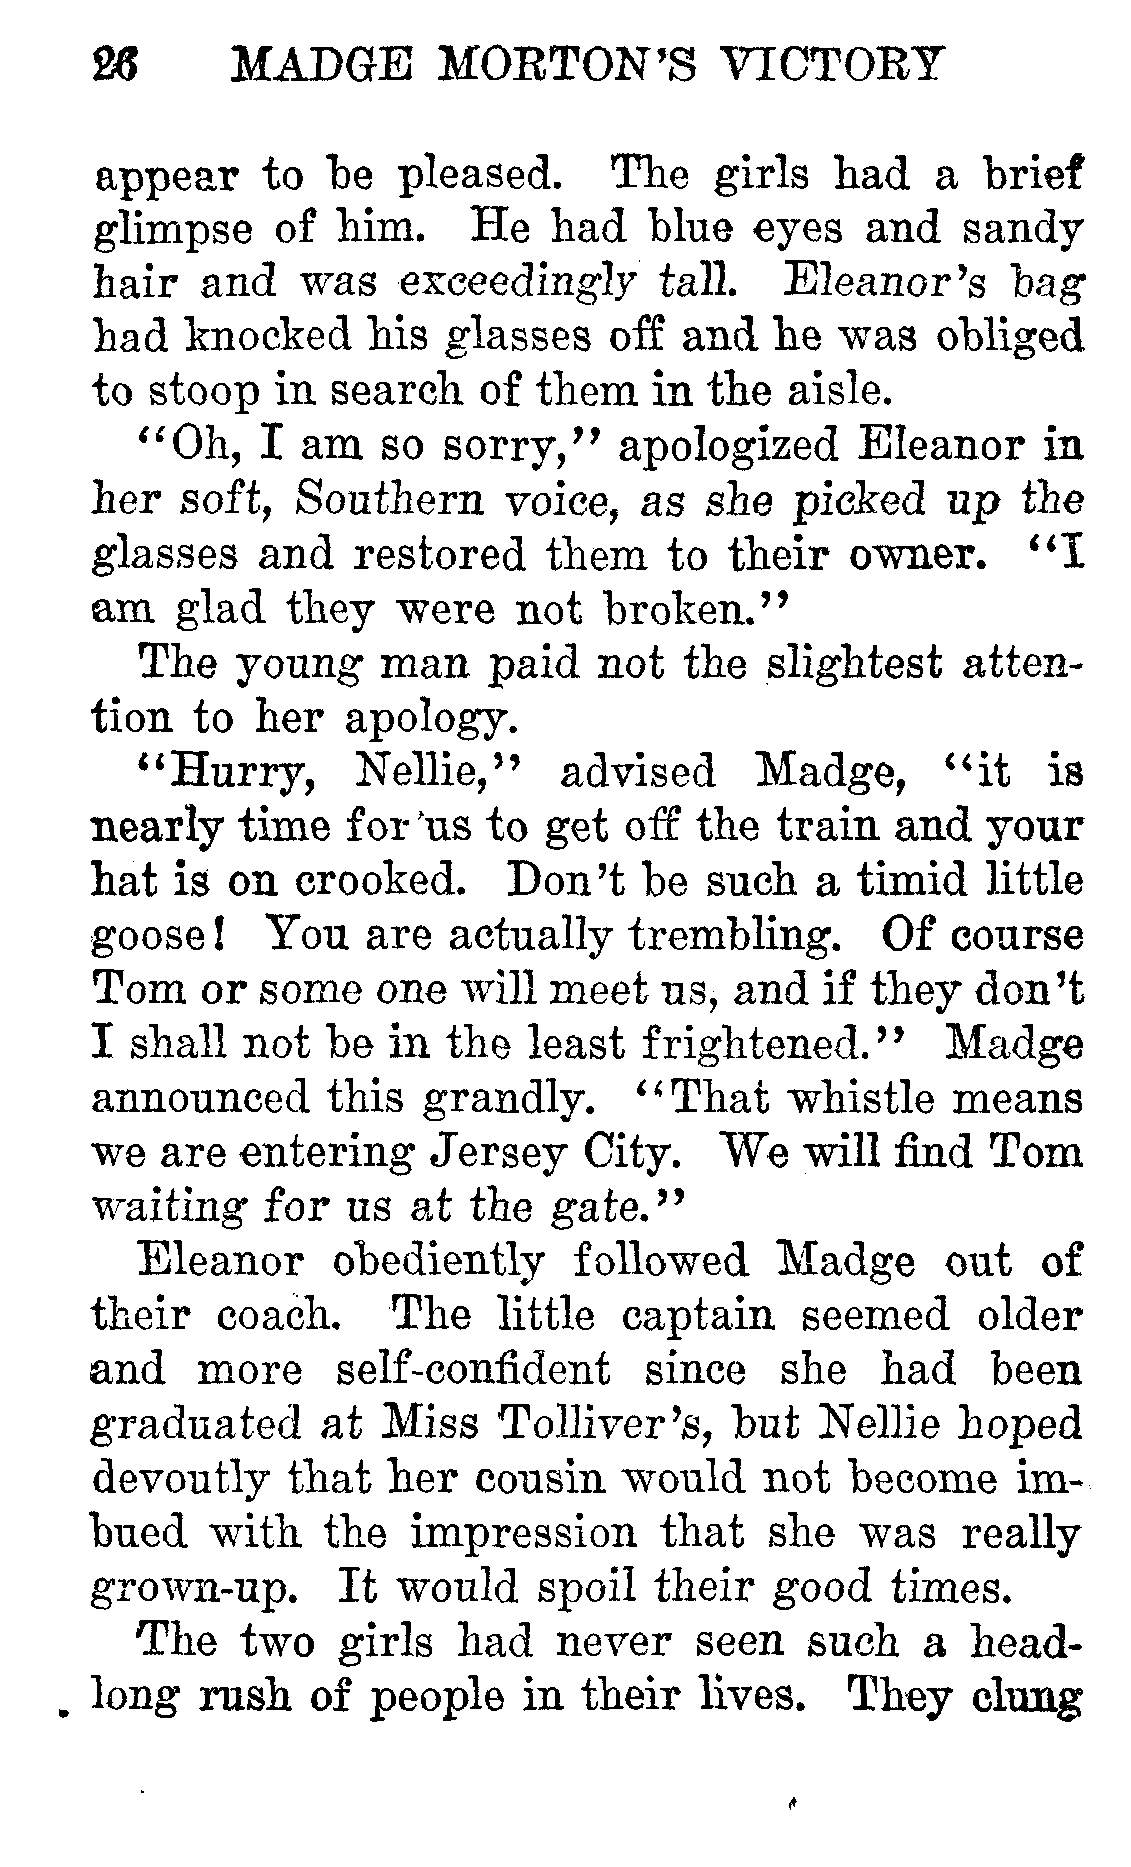 26 MADGE MORTON'S VICTORY
appear to be pleased. The girls had a brief
glimpse of him. He had blue eyes and sandy
hair and was exceedingly tall. Eleanor's bag
had knocked his glasses off and he was obliged
to stoop in search of them in the aisle.
"Oh, I am so sorry," apologized Eleanor in
her soft, Southern voice, as she picked up the
glasses and restored them to their owner. "I
am glad they were not broken."
The young man paid not the slightest atten-
tion to her apology.
"Hurry, Nellie," advised Madge, "it is
nearly time for us to get off the train and your
hat is on crooked. Don't be such a timid little
goose! You are actually trembling. Of course
Tom or some one will meet us, and if they don't
I shall not be in the least frightened." Madge
announced this grandly. "That whistle means
we are entering Jersey City. We will find Tom
waiting for us at the gate."
Eleanor obediently followed Madge out of
their coach. The little captain seemed older
and more self-confident since she had been
graduated at Miss Tolliver's, but Nellie hoped
devoutly that her cousin would not become im-
bued with the impression that she was really
grown-up. It would spoil their good times.
The two girls had never seen such a head-
long rush of people in their lives. They clung